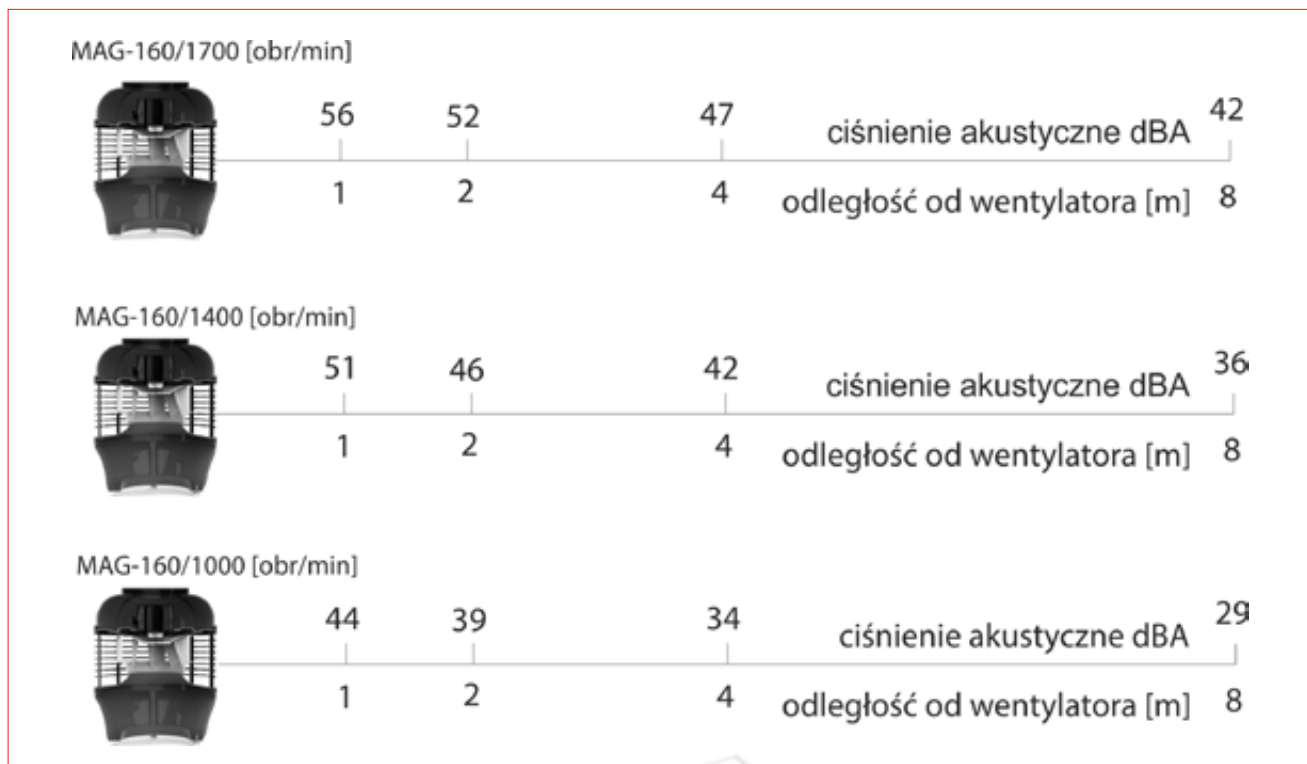 MAG-160/1700 [obr/min]
56 52 47 ciśnienie akustyczne dBA 42
1 2 4 odległość od wentylatora [m] 8
MAG-160/1400 [obr/min]
51 46 42 ciśnienie akustyczne dBA 36
1 2 4 odległość od wentylatora [m] 8
MAG-160/1000 [obr/min]
44 39 34 ciśnienie akustyczne dBA 29
1 2 4 odległość od wentylatora [m] 8